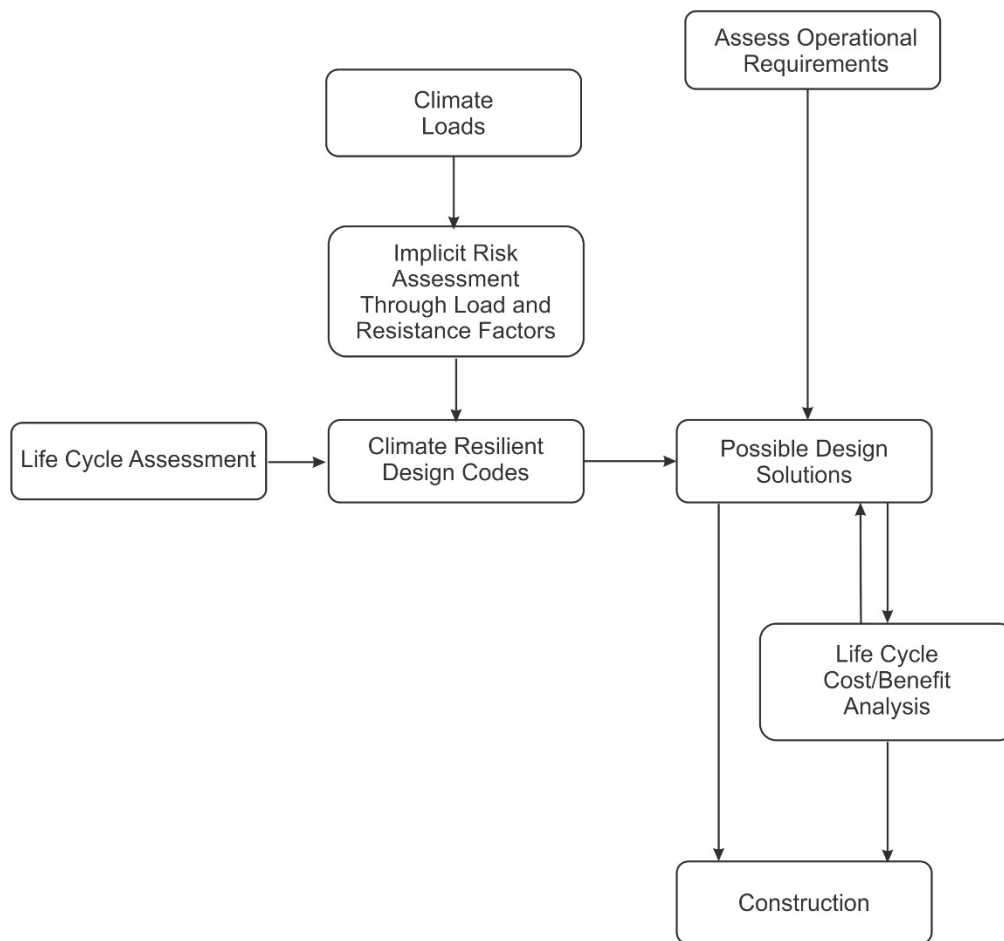 Assess Operational
Requirements
Climate
Loads
Implicit Risk
Assessment
Through Load and
Resistance Factors
Life Cycle Assessment
Climate Resilient
Design Codes
Possible Design
Solutions
Life Cycle
Cost/Benefit
Analysis
Construction